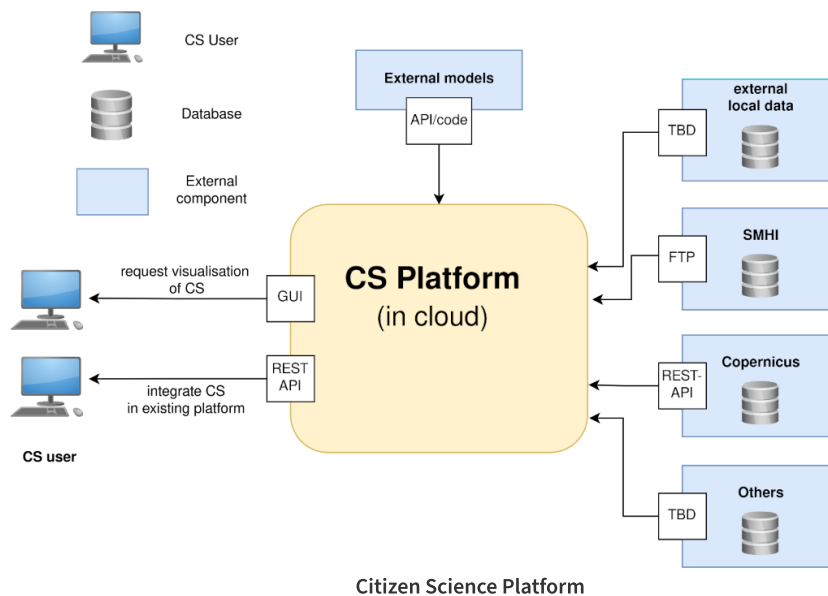 CS User
Database
External
component
External models
API/code
external
local data
TBD
SMHI
FTP
CS Platform
(in cloud)
request visualisation
of CS
GUI
REST
API
integrate CS
in existing platform
CS user
Copernicus
REST-
API
Others
TBD
Citizen Science Platform